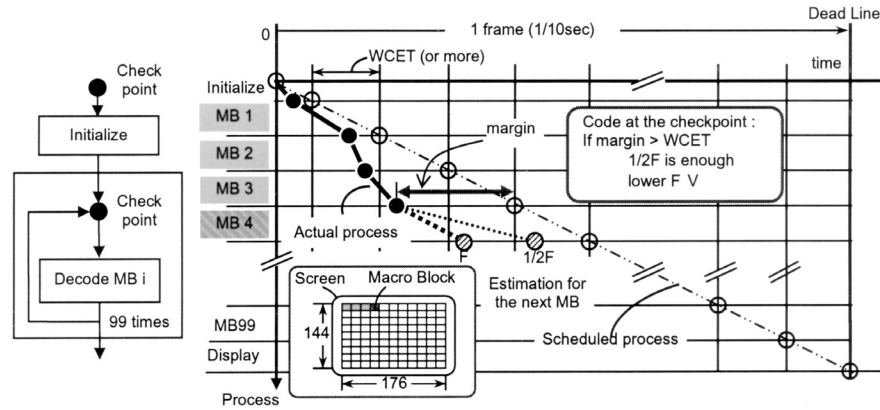 Check
point
Initialize
Check
point
Decode MB i
99 times
Dead Line
0
1 frame (1/10sec)
WCET (or more)
time
Initialize
MB 1
MB 2
MB 3
MB 4
MB99
Display
Process
margin
Code at the checkpoint :
If margin > WCET
1/2F is enough
lower F V
Actual process
F
1/2F
Estimation for
the next MB
Scheduled process
Screen
Macro Block
144
176